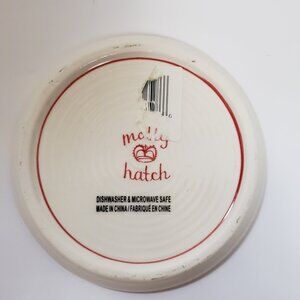 molly
hatch
DISHWASHER & MICROWAVE SAFE
MADE IN CHINA / FABRIQUÉ EN CHINE